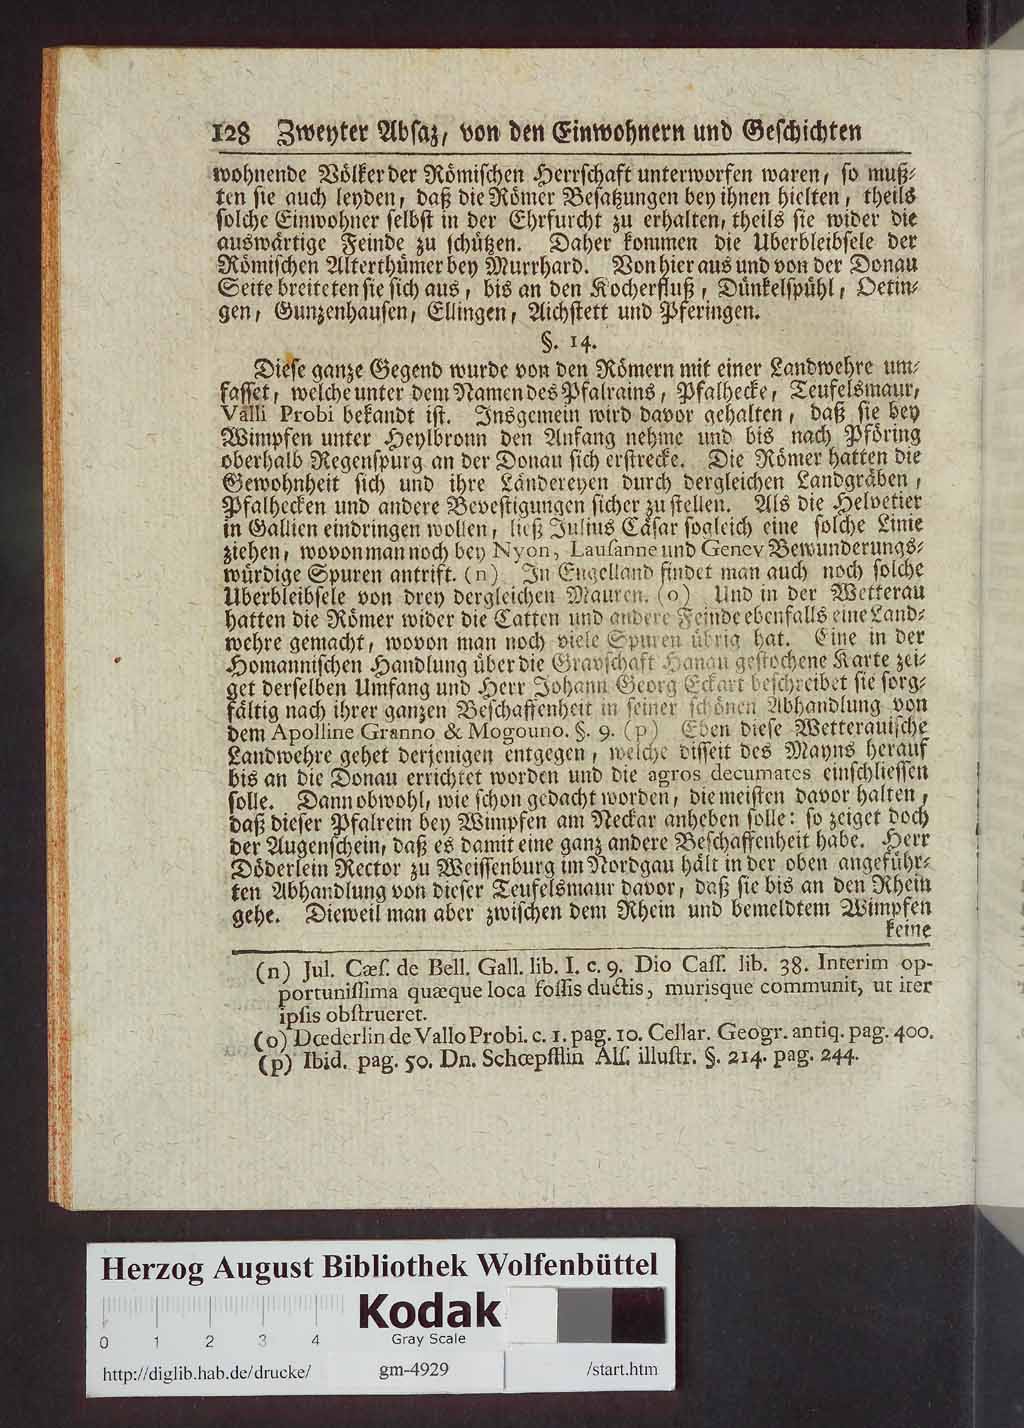 128 Zweyter Absaz, von den Einwohnern und Geschichten
wohnende Völker der Römischen Herrschaft unterworfen waren, so muß-
ten sie auch leyden, daß die Römer Besatzungen bey ihnen hielten, theils
solche Einwohner selbst in der Ehrfurcht zu erhalten, theils sie wider die
auswärtige Feinde zu schützen. Daher kommen die Uberbleibsele der
Römischen Alterthümer bey Murrhard. Von hier aus und von der Donau
Seite breiteten sie sich aus, bis an den Kocherfluß, Dünkelspühl, Oetin-
gen, Gunzenhausen, Ellingen, Aichstett und Pferingen.
§. 14.
Diese ganze Gegend wurde von den Römern mit einer Landwehre um-
fasset, welche unter dem Namen des Pfalrains, Pfalhecke, Teufelsmaur,
Valli Probi bekandt ist. Insgemein wird davor gehalten, daß sie bey
Wimpfen unter Heylbronn den Anfang nehme und bis nach Pföring
oberhalb Regenspurg an der Donau sich erstrecke. Die Römer hatten die
Gewohnheit sich und ihre Ländereyen durch dergleichen Landgräben,
Pfalhecken und andere Bevestigungen sicher zu stellen. Als die Helvetier
in Gallien eindringen wollen, ließ Julius Cäsar sogleich eine solche Linie
ziehen, wovon man noch bey Nyon, Lausanne und Genev Bewunderungs-
würdige Spuren antrift. (n) In Engelland findet man auch noch solche
Uberbleibsele von drey dergleichen Mauren. (o) Und in der Wetterau
hatten die Römer wider die Catten und andere Feinde ebenfalls eine Land-
wehre gemacht, wovon man noch viele Spuren übrig hat. Eine in der
Homannischen Handlung über die Gravschaft Hanau gestochene Karte zei-
get derselben Umfang und Herr Johann Georg Eckart beschreibet sie sorg-
fältig nach ihrer ganzen Beschaffenheit in seiner schönen Abhandlung von
dem Apolline Granno & Mogouno. §. 9. (p) Eben diese Wetterauische
Landwehre gehet derjenigen entgegen, welche disseit des Mayns herauf
bis an die Donau errichtet worden und die agros decumates einschliessen
solle. Dann obwohl, wie schon gedacht worden, die meisten davor halten,
daß dieser Pfalrein bey Wimpfen am Neckar anheben solle: so zeiget doch
der Augenschein, daß es damit eine ganz andere Beschaffenheit habe. Herr
Döderlein Rector zu Weissenburg im Nordgau hält in der oben angeführ-
ten Abhandlung von dieser Teufelsmaur davor, daß sie bis an den Rhein
gehe. Dieweil man aber zwischen dem Rhein und bemeldtem Wimpfen
keine
(n) Jul. Cæs. de Bell. Gall. lib. I. c. 9. Dio Cass. lib. 38. Interim op-
portunissima quæque loca fossis ductis, murisque communit, ut iter
ipsis obstrueret.
(o) Dœderlin de Vallo Probi. c. 1. pag. 10. Cellar. Geogr. antiq. pag. 400.
(p) Ibid. pag. 50. Dn. Schœpflin Als. illustr. §. 214. pag. 244.
Herzog August Bibliothek Wolfenbüttel
Kodak
Gray Scale
0 1 2 3 4
http://diglib.hab.de/drucke/ gm-4929 /start.htm